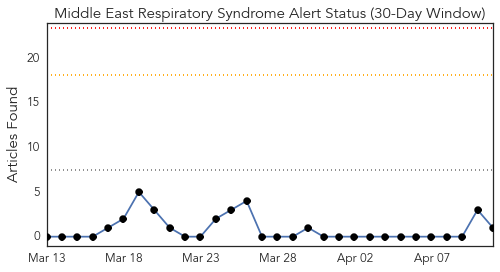 Middle East Respiratory Syndrome Alert Status (30-Day Window)
Articles Found
20
15
10
5
0
Mar 13 Mar 18 Mar 23 Mar 28 Apr 02 Apr 07